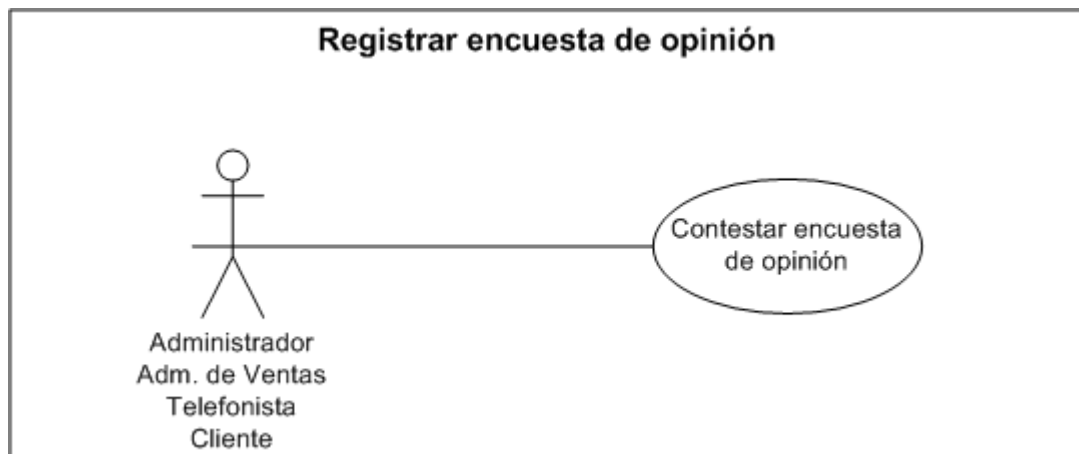 Registrar encuesta de opinión
Contestar encuesta
de opinión
Administrador
Adm. de Ventas
Telefonista
Cliente